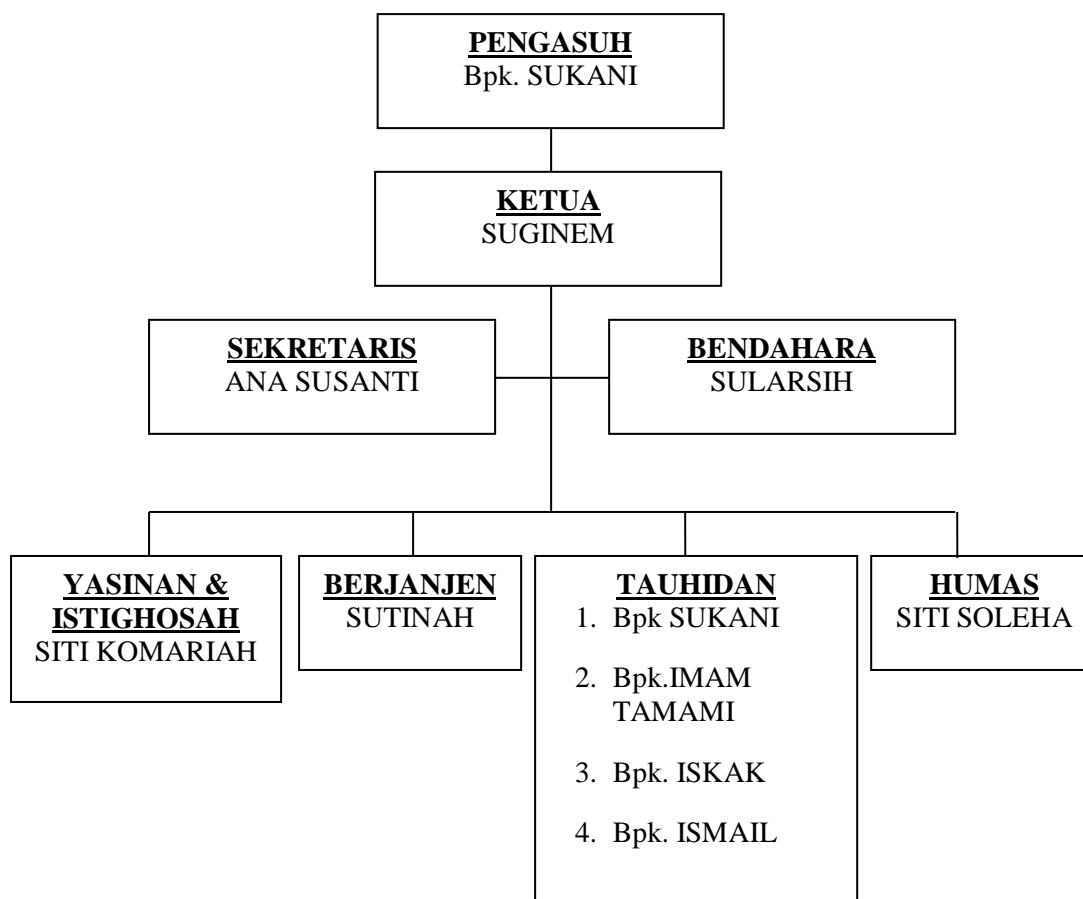 PENGASUH
Bpk. SUKANI
KETUA
SUGINEM
SEKRETARIS
ANA SUSANTI
BENDAHARA
SULARSIH
YASINAN &
ISTIGHOSAH
SITI KOMARIAH
BERJANJEN
SUTINAH
TAUHIDAN
1. Bpk SUKANI
2. Bpk.IMAM
TAMAMI
3. Bpk. ISKAK
4. Bpk. ISMAIL
HUMAS
SITI SOLEHA